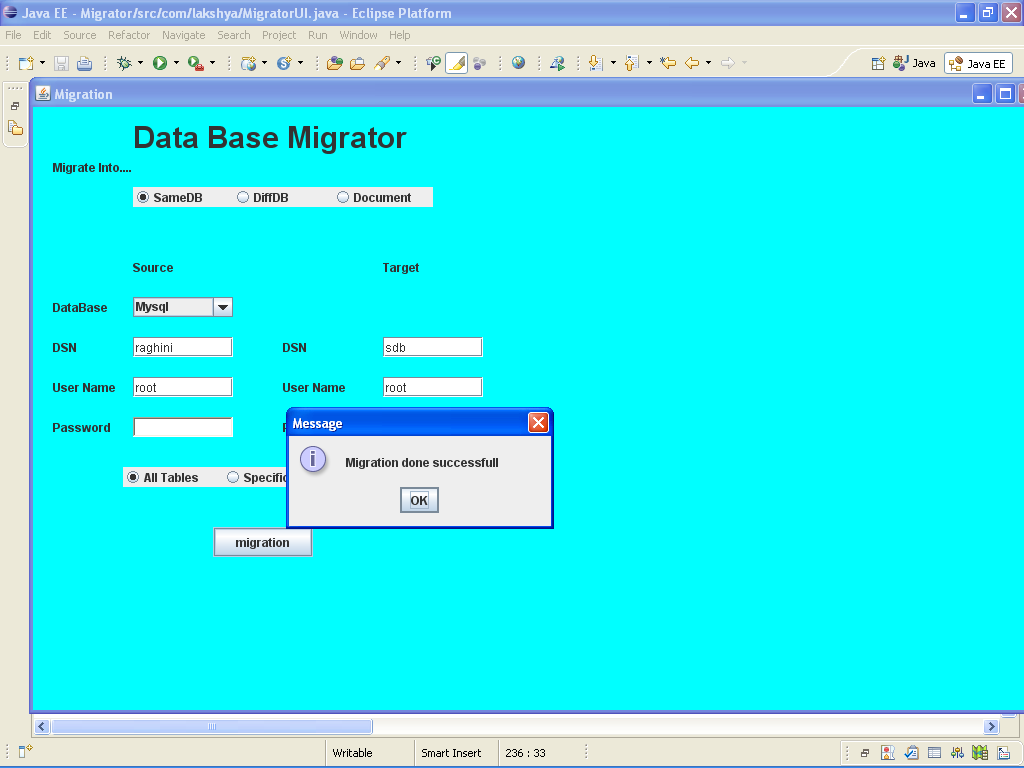 Java EE - Migrator/src/com/lakshya/MigratorUI.java - Eclipse Platform
File Edit Source Refactor Navigate Search Project Run Window Help
Java Java EE
Migration
Data Base Migrator
Migrate Into....
SameDB DiffDB Document
Source Target
DataBase Mysql
DSN raghini DSN sdb
User Name root User Name root
Password
Message
Migration done successfull
All Tables
OK
migration
Writable Smart Insert 236 : 33